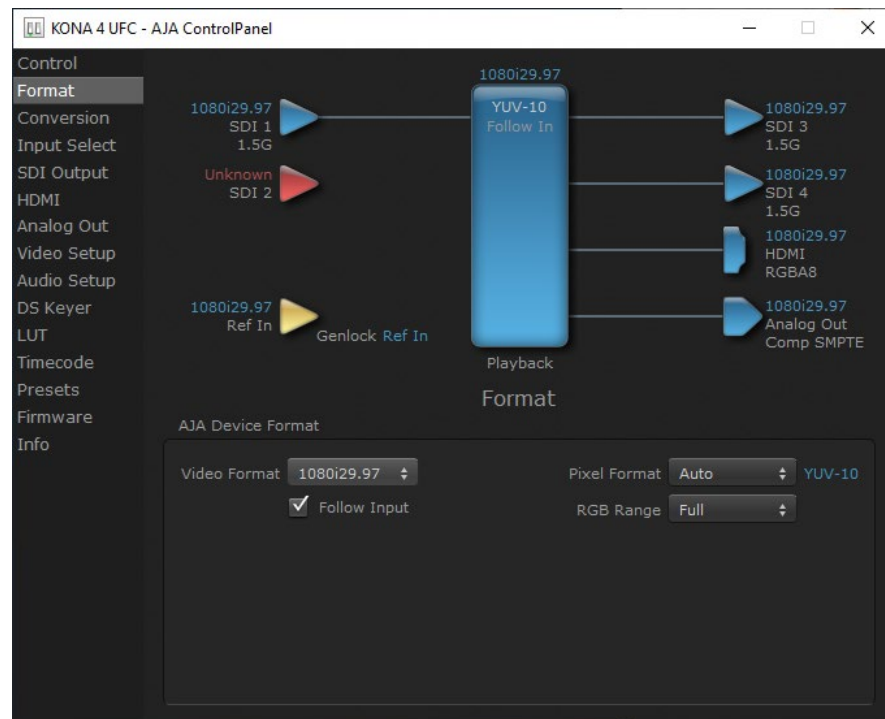 KONA 4 UFC - AJA ControlPanel
Control
Format
Conversion
Input Select
SDI Output
HDMI
Analog Out
Video Setup
Audio Setup
DS Keyer
LUT
Timecode
Presets
Firmware
Info
1080i29.97
YUV-10
Follow In
1080i29.97
SDI 1
1.5G
Unknown
SDI 2
1080i29.97
Ref In
Genlock Ref In
1080i29.97
SDI 3
1.5G
1080i29.97
SDI 4
1.5G
1080i29.97
HDMI
RGBA8
1080i29.97
Analog Out
Comp SMPTE
Playback
Format
AJA Device Format
Video Format 1080i29.97
Follow Input
Pixel Format Auto YUV-10
RGB Range Full